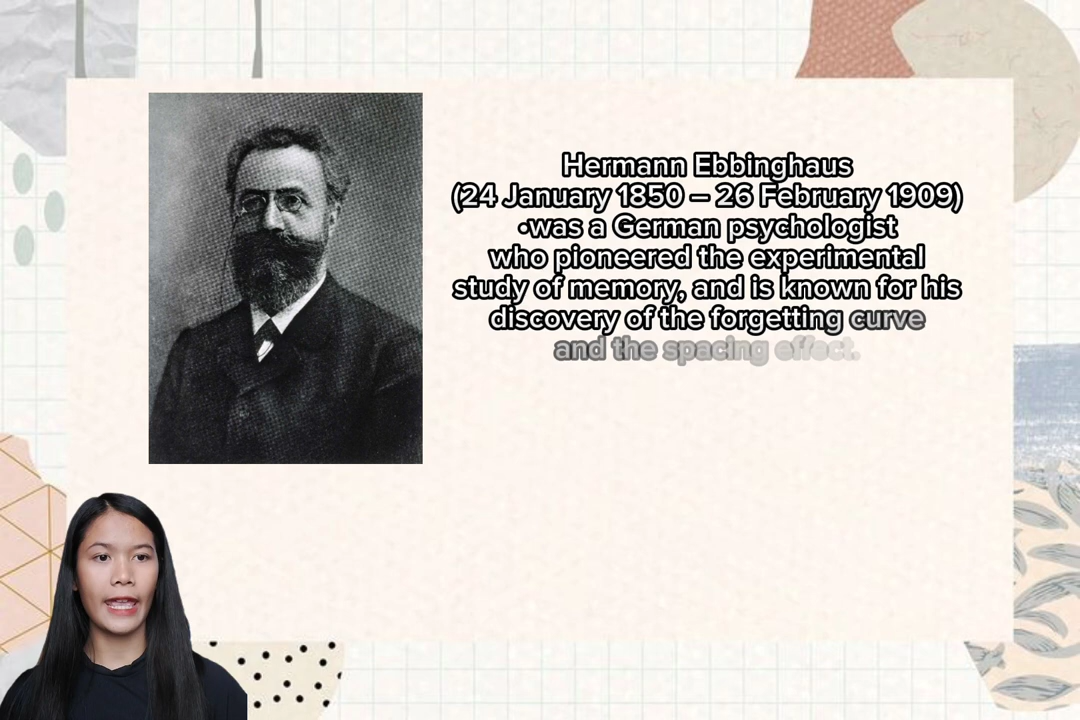 Hermann Ebbinghaus
(24 January 1850 – 26 February 1909)
•was a German psychologist
who pioneered the experimental
study of memory, and is known for his
discovery of the forgetting curve
and the spacing effect.